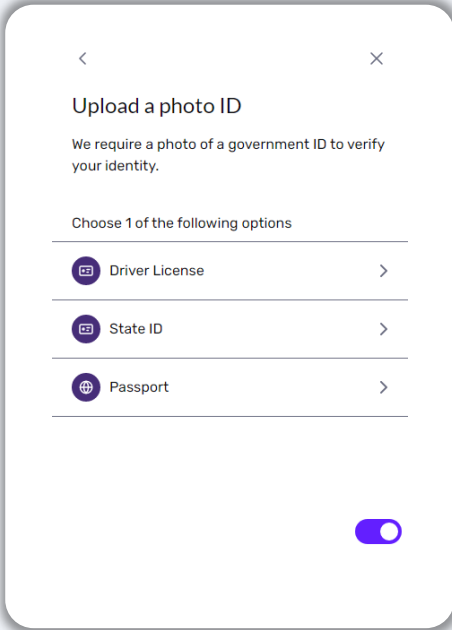 Upload a photo ID
We require a photo of a government ID to verify
your identity.
Choose 1 of the following options
Driver License
State ID
Passport